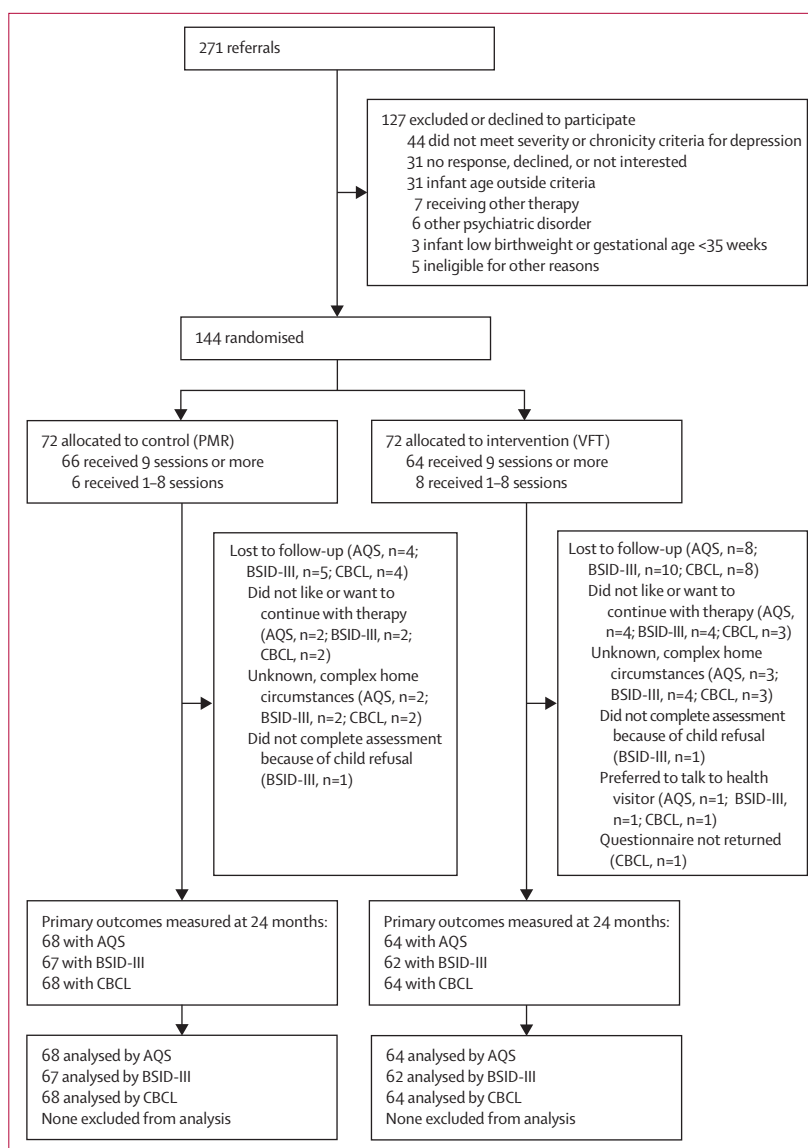 271 referrals
127 excluded or declined to participate
44 did not meet severity or chronicity criteria for depression
31 no response, declined, or not interested
31 infant age outside criteria
7 receiving other therapy
6 other psychiatric disorder
3 infant low birthweight or gestational age <35 weeks
5 ineligible for other reasons
144 randomised
72 allocated to control (PMR)
66 received 9 sessions or more
6 received 1–8 sessions
72 allocated to intervention (VFT)
64 received 9 sessions or more
8 received 1–8 sessions
Lost to follow-up (AQS, n=4;
BSID-III, n=5; CBCL, n=4)
Did not like or want to
continue with therapy
(AQS, n=2; BSID-III, n=2;
CBCL, n=2)
Unknown, complex home
circumstances (AQS, n=2;
BSID-III, n=2; CBCL, n=2)
Did not complete assessment
because of child refusal
(BSID-III, n=1)
Lost to follow-up (AQS, n=8;
BSID-III, n=10; CBCL, n=8)
Did not like or want to
continue with therapy (AQS,
n=4; BSID-III, n=4; CBCL, n=3)
Unknown, complex home
circumstances (AQS, n=3;
BSID-III, n=4; CBCL, n=3)
Did not complete assessment
because of child refusal
(BSID-III, n=1)
Preferred to talk to health
visitor (AQS, n=1; BSID-III,
n=1; CBCL, n=1)
Questionnaire not returned
(CBCL, n=1)
Primary outcomes measured at 24 months:
68 with AQS
67 with BSID-III
68 with CBCL
Primary outcomes measured at 24 months:
64 with AQS
62 with BSID-III
64 with CBCL
68 analysed by AQS
67 analysed by BSID-III
68 analysed by CBCL
None excluded from analysis
64 analysed by AQS
62 analysed by BSID-III
64 analysed by CBCL
None excluded from analysis